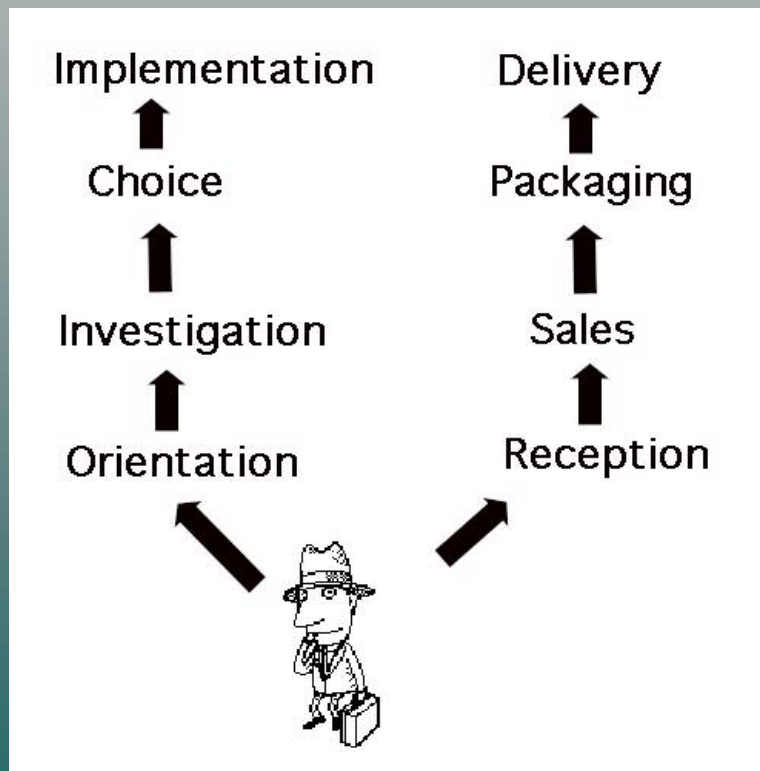 Implementation
Choice
Investigation
Orientation
Delivery
Packaging
Sales
Reception